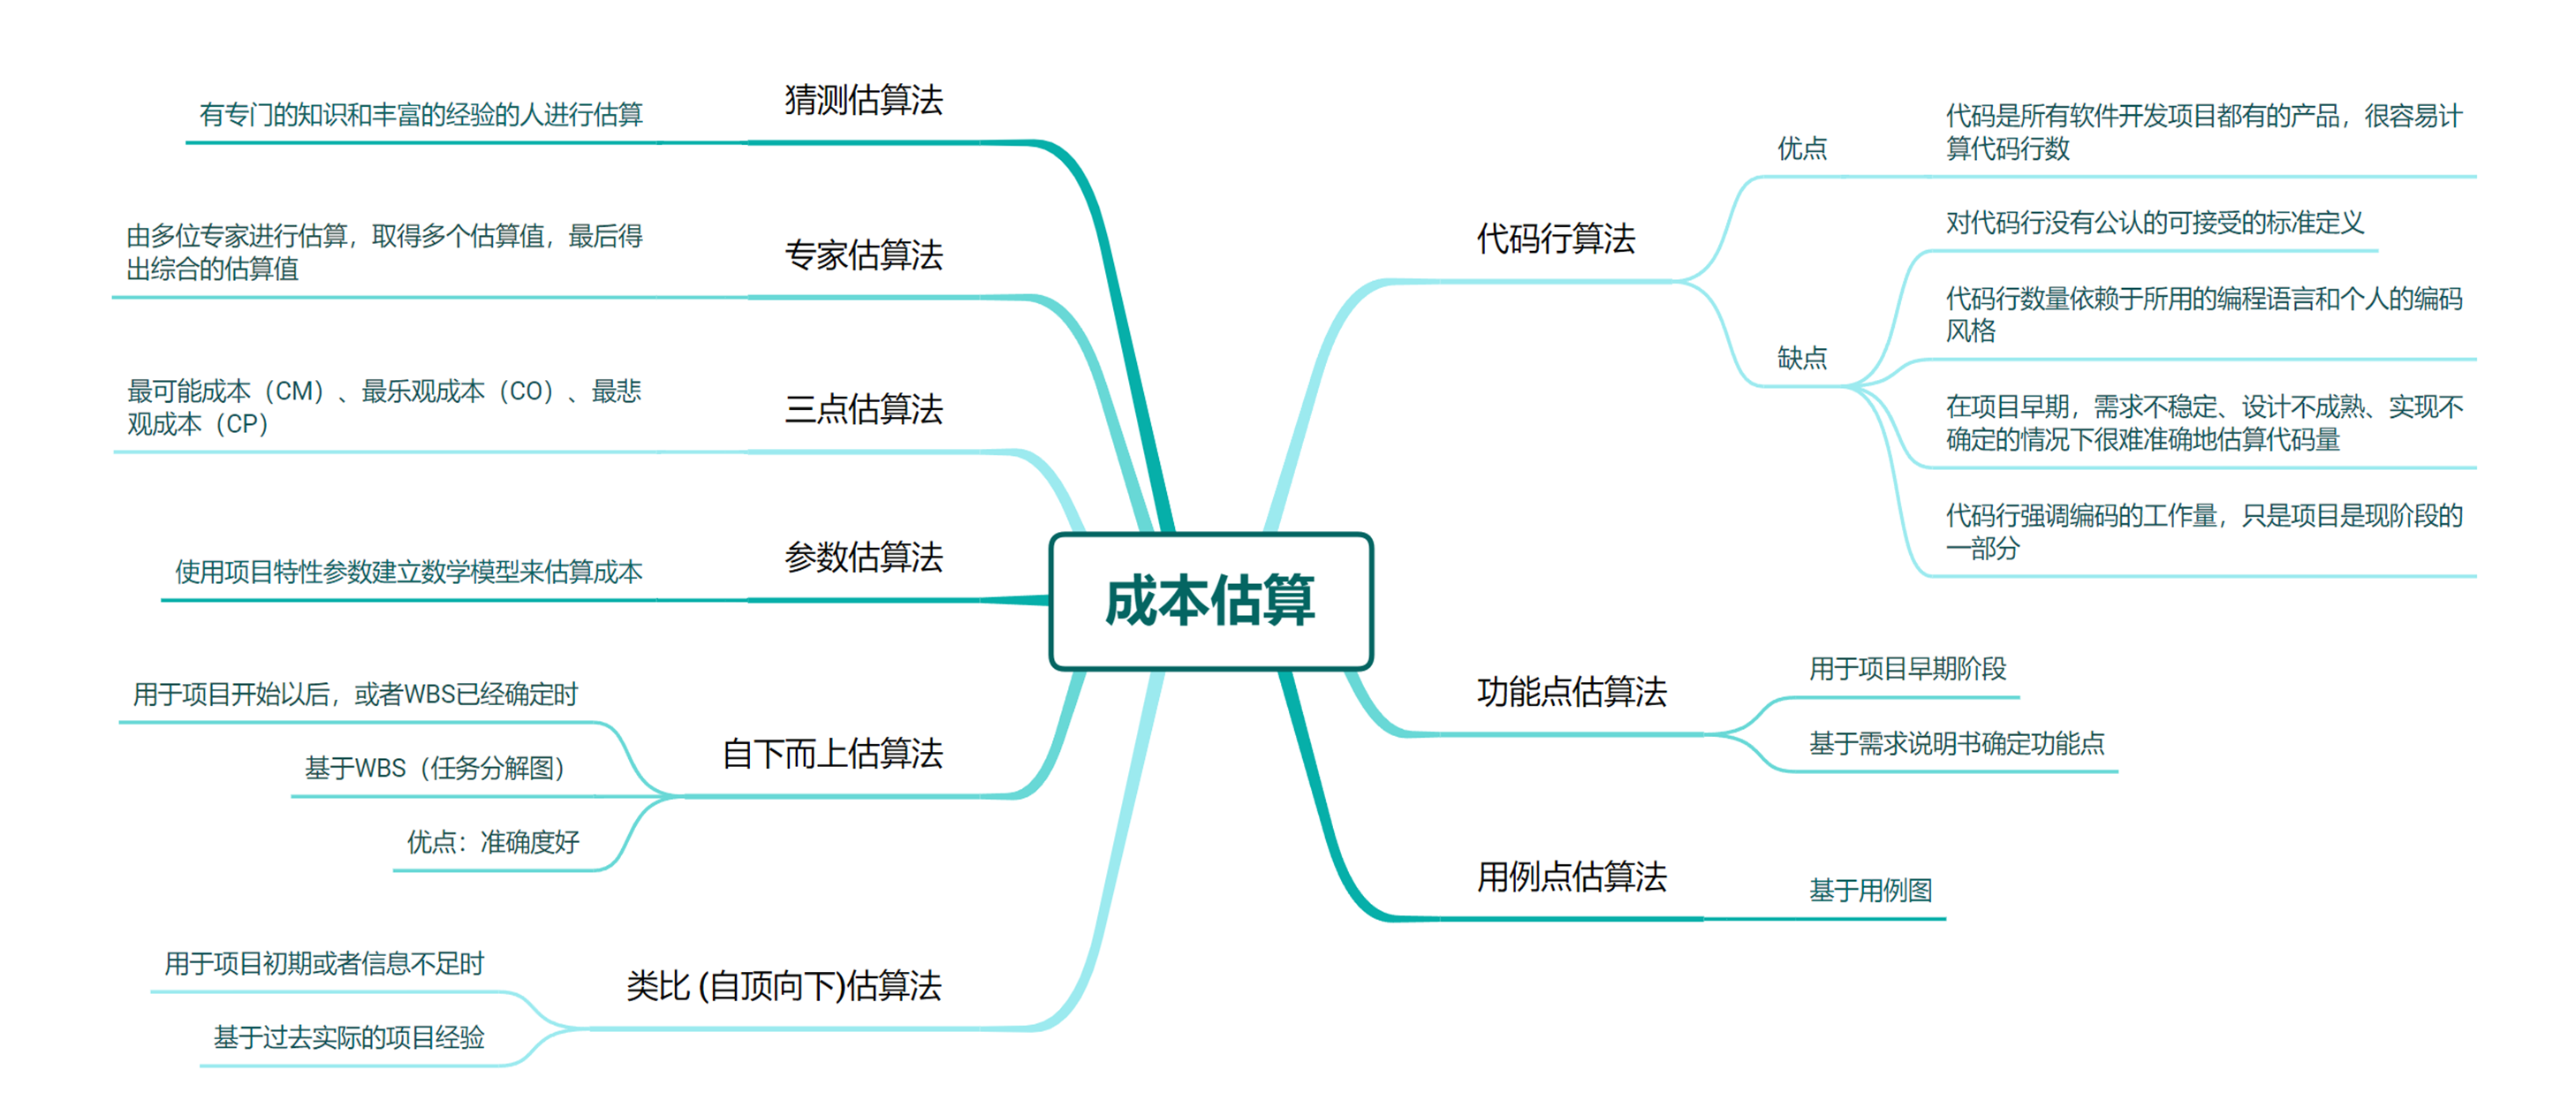 成本估算
代码行算法
优点
代码是所有软件开发项目都有的产品，很容易计
算代码行数
缺点
对代码行没有公认的可接受的标准定义
代码行数量依赖于所用的编程语言和个人的编码
风格
在项目早期，需求不稳定、设计不成熟、实现不
确定的情况下很难准确地估算代码量
代码行强调编码的工作量，只是项目是现阶段的
一部分
功能点估算法
用于项目早期阶段
基于需求说明书确定功能点
用例点估算法
基于用例图
猜测估算法
有专门的知识和丰富的经验的人进行估算
专家估算法
由多位专家进行估算，取得多个估算值，最后得
出综合的估算值
三点估算法
最可能成本（CM）、最乐观成本（CO）、最悲
观成本（CP）
参数估算法
使用项目特性参数建立数学模型来估算成本
自下而上估算法
用于项目开始以后，或者WBS已经确定时
基于WBS（任务分解图）
优点：准确度好
类比 (自顶向下)估算法
用于项目初期或者信息不足时
基于过去实际的项目经验